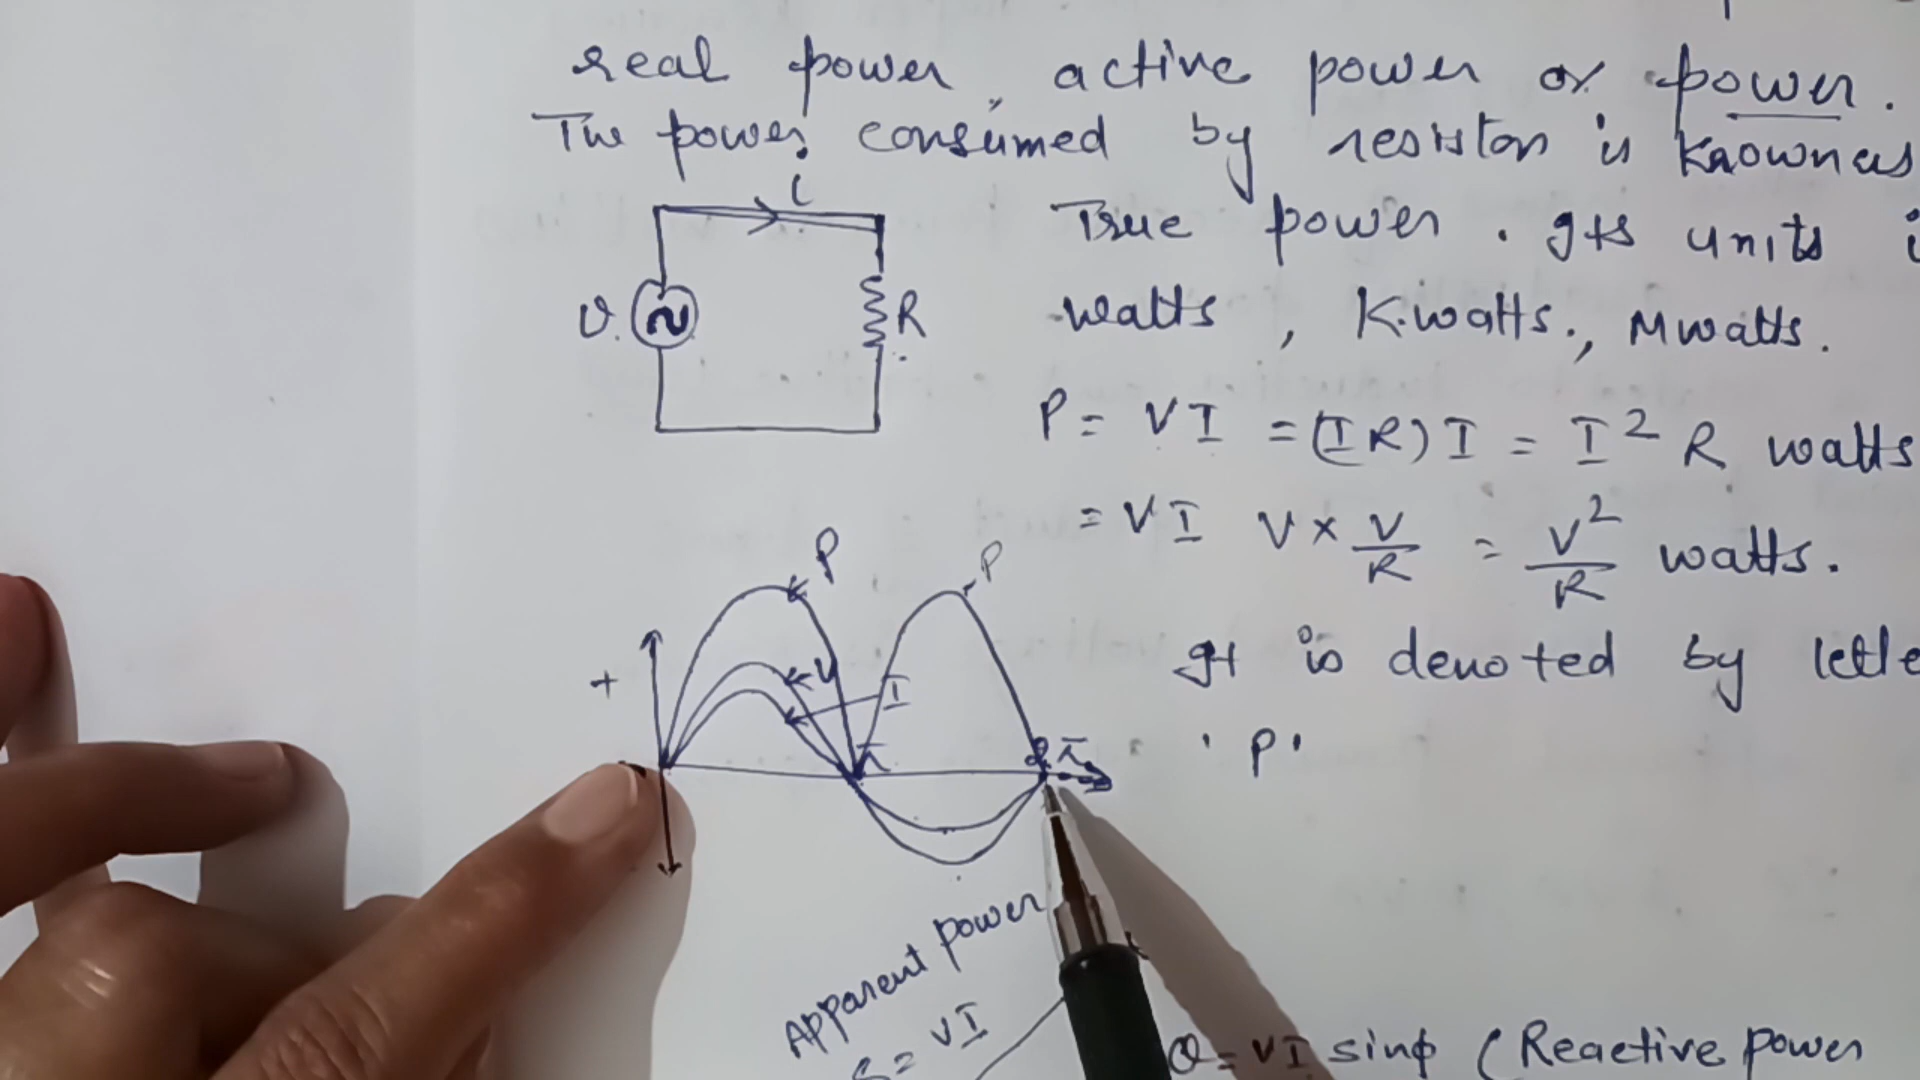 real power, active power or power.
The power consumed by resistor is known as
i
True power. Its units i
V
R
watts, K.watts., Mwatts.
P = VI = (IR)I = I² R watts
= VI V × V/R = V²/R watts.
P
P
+
V
I
It is denoted by lette
π
2π
'P'
Apparent power
S = VI
Q = VI sinφ (Reactive power